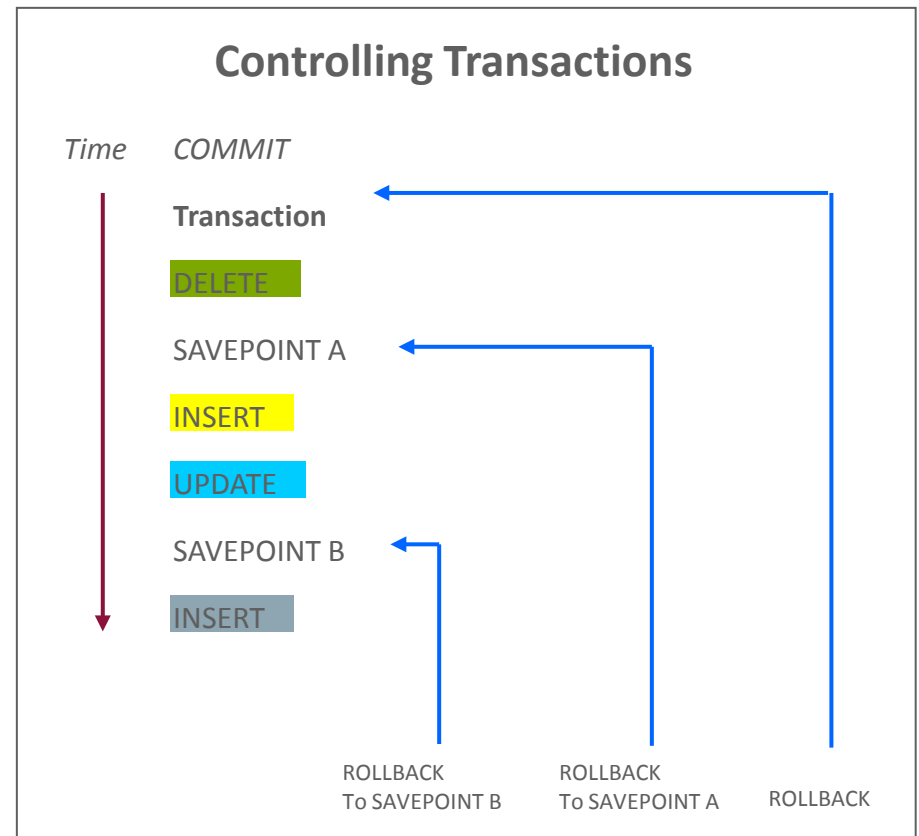 Controlling Transactions
Time COMMIT
Transaction
DELETE
SAVEPOINT A
INSERT
UPDATE
SAVEPOINT B
INSERT
ROLLBACK
To SAVEPOINT B
ROLLBACK
To SAVEPOINT A
ROLLBACK